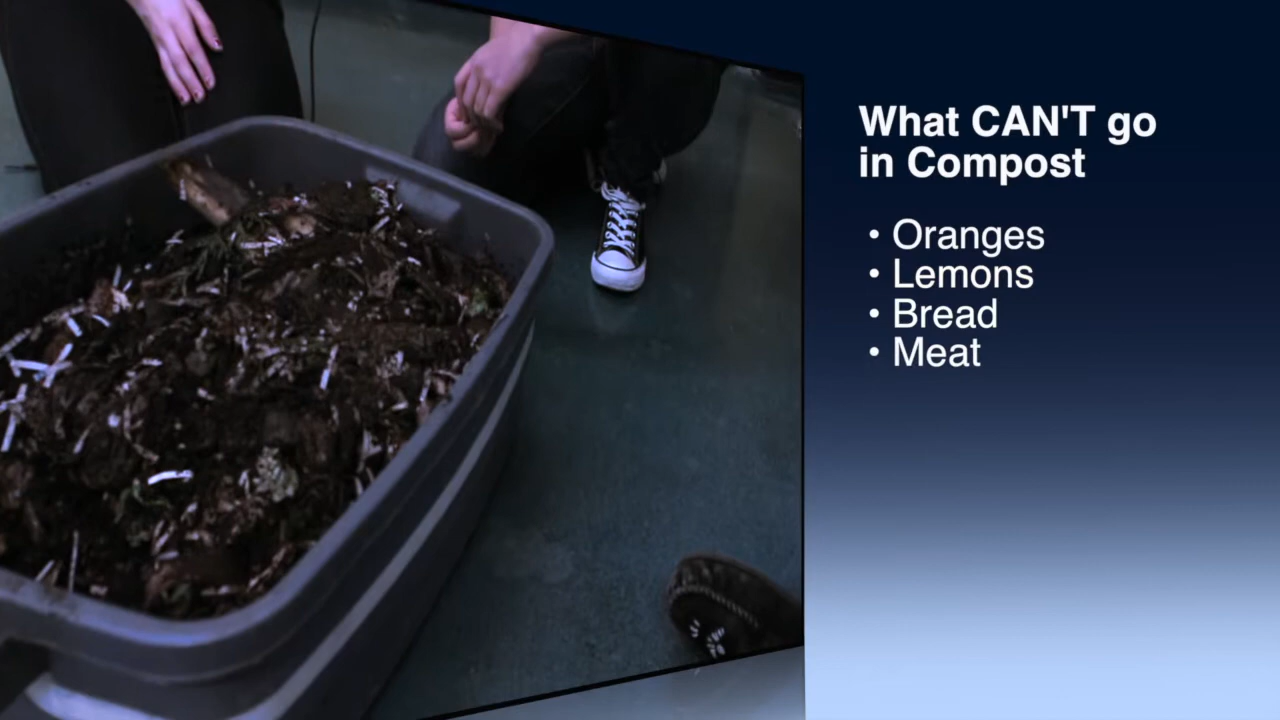 What CAN'T go
in Compost
• Oranges
• Lemons
• Bread
• Meat